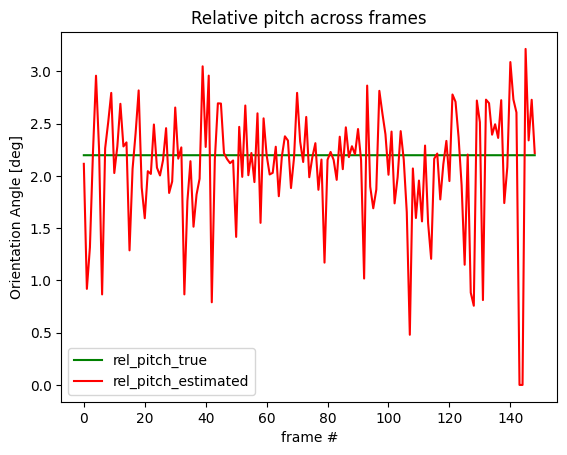 Relative pitch across frames
Orientation Angle [deg]
3.0
2.5
2.0
1.5
1.0
0.5
0.0
rel_pitch_true
rel_pitch_estimated
0 20 40 60 80 100 120 140
frame #